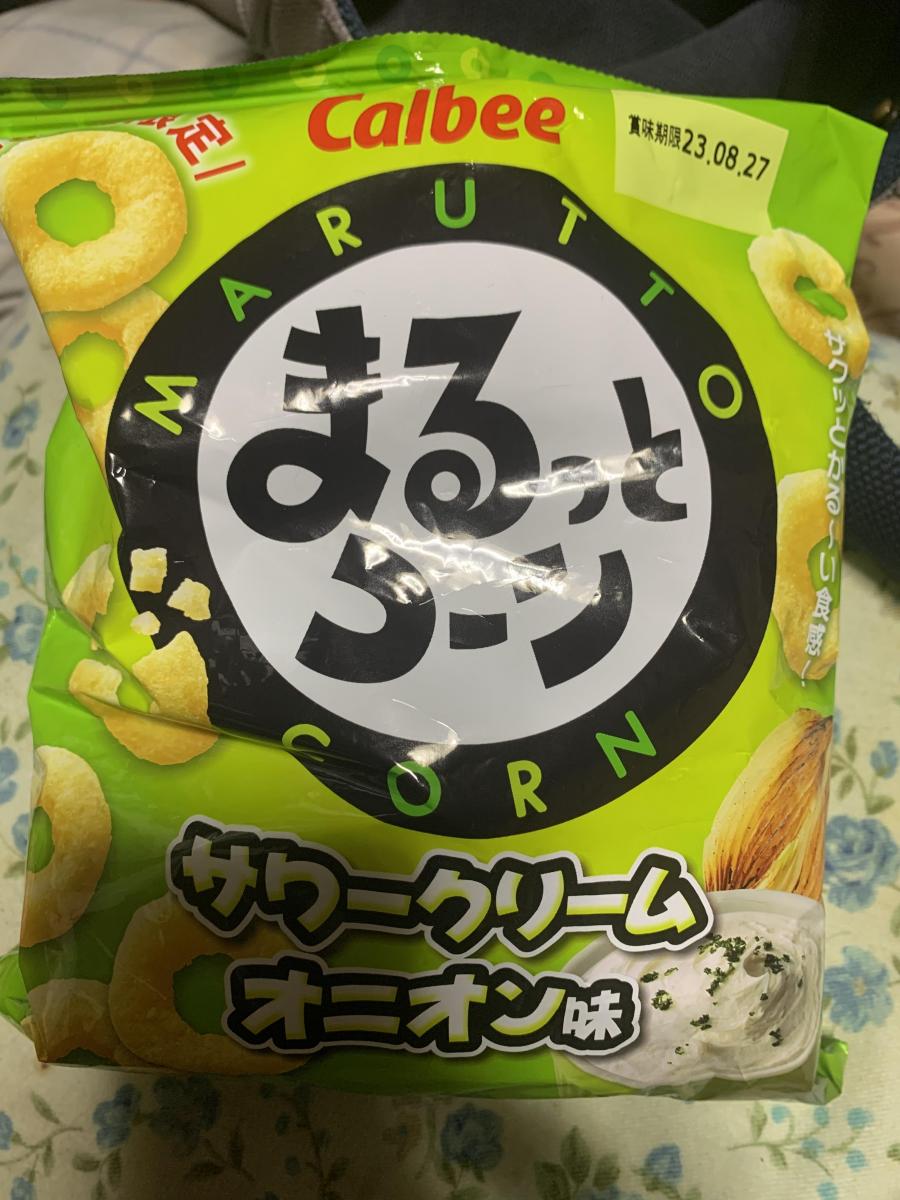 限定!
Calbee
賞味期限23.08.27
MARUTTO
まるっと
コーン
CORN
サクッとかる〜い食感!
サワークリーム
オニオン味